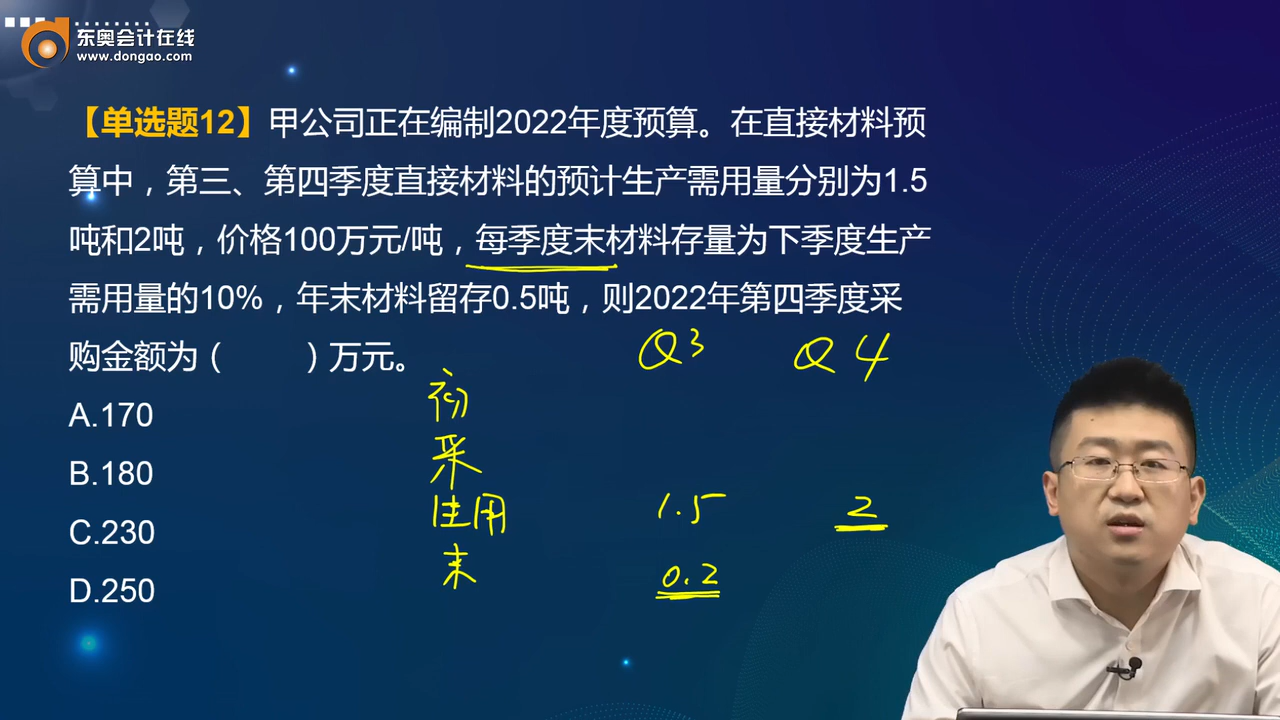 东奥会计在线
www.dongao.com
【单选题12】甲公司正在编制2022年度预算。在直接材料预
算中，第三、第四季度直接材料的预计生产需用量分别为1.5
吨和2吨，价格100万元/吨，每季度末材料存量为下季度生产
需用量的10%，年末材料留存0.5吨，则2022年第四季度采
购金额为（　　）万元。
Q3 Q4
A.170
初
采
B.180
生用 1.5 2
C.230
末 0.2
D.250